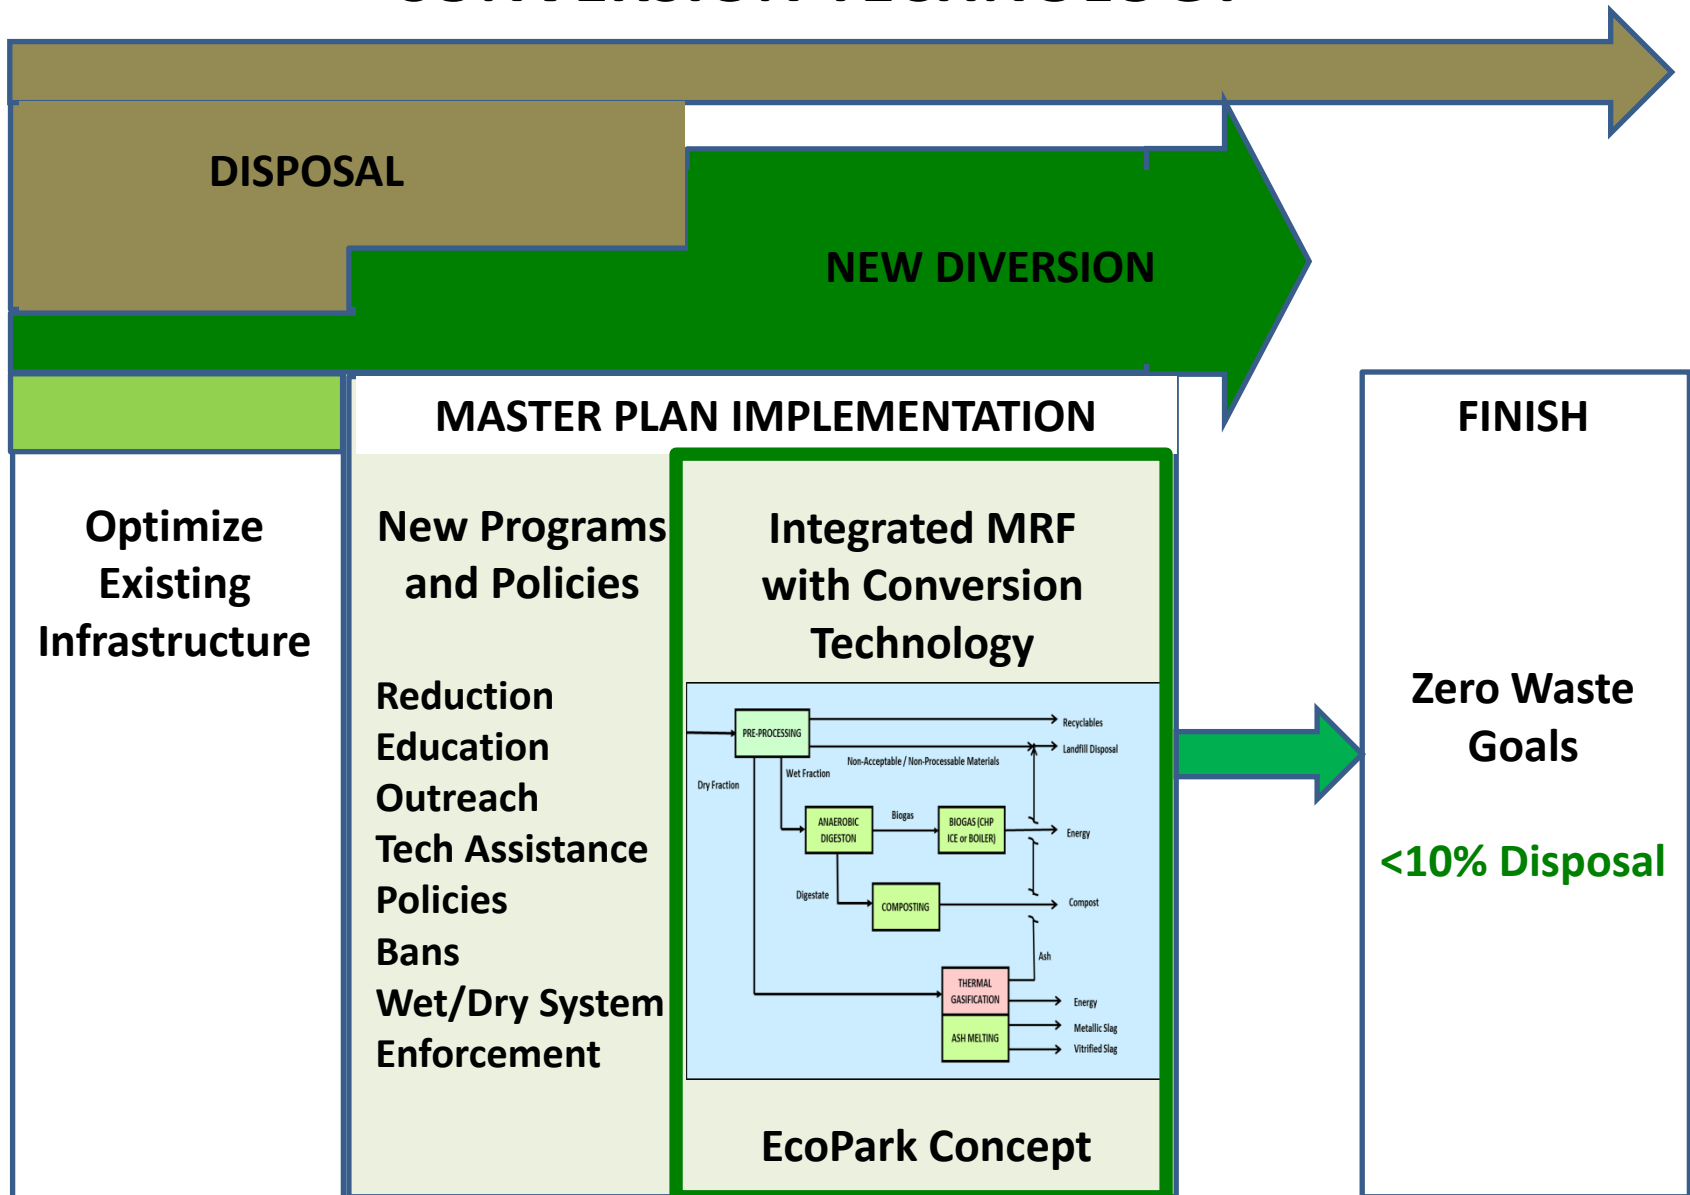 CONVERSION TECHNOLOGY
DISPOSAL
NEW DIVERSION
MASTER PLAN IMPLEMENTATION
FINISH
Optimize
Existing
Infrastructure
New Programs
and Policies
Reduction
Education
Outreach
Tech Assistance
Policies
Bans
Wet/Dry System
Enforcement
Integrated MRF
with Conversion
Technology
PRE-PROCESSING
Recyclables
Landfill Disposal
Non-Acceptable / Non-Processable Materials
Wet Fraction
Dry Fraction
ANAEROBIC
DIGESTON
Biogas
BIOGAS (CHP
ICE or BOILER)
Energy
Digestate
COMPOSTING
Compost
Ash
THERMAL
GASIFICATION
Energy
ASH MELTING
Metallic Slag
Vitrified Slag
EcoPark Concept
Zero Waste
Goals
<10% Disposal